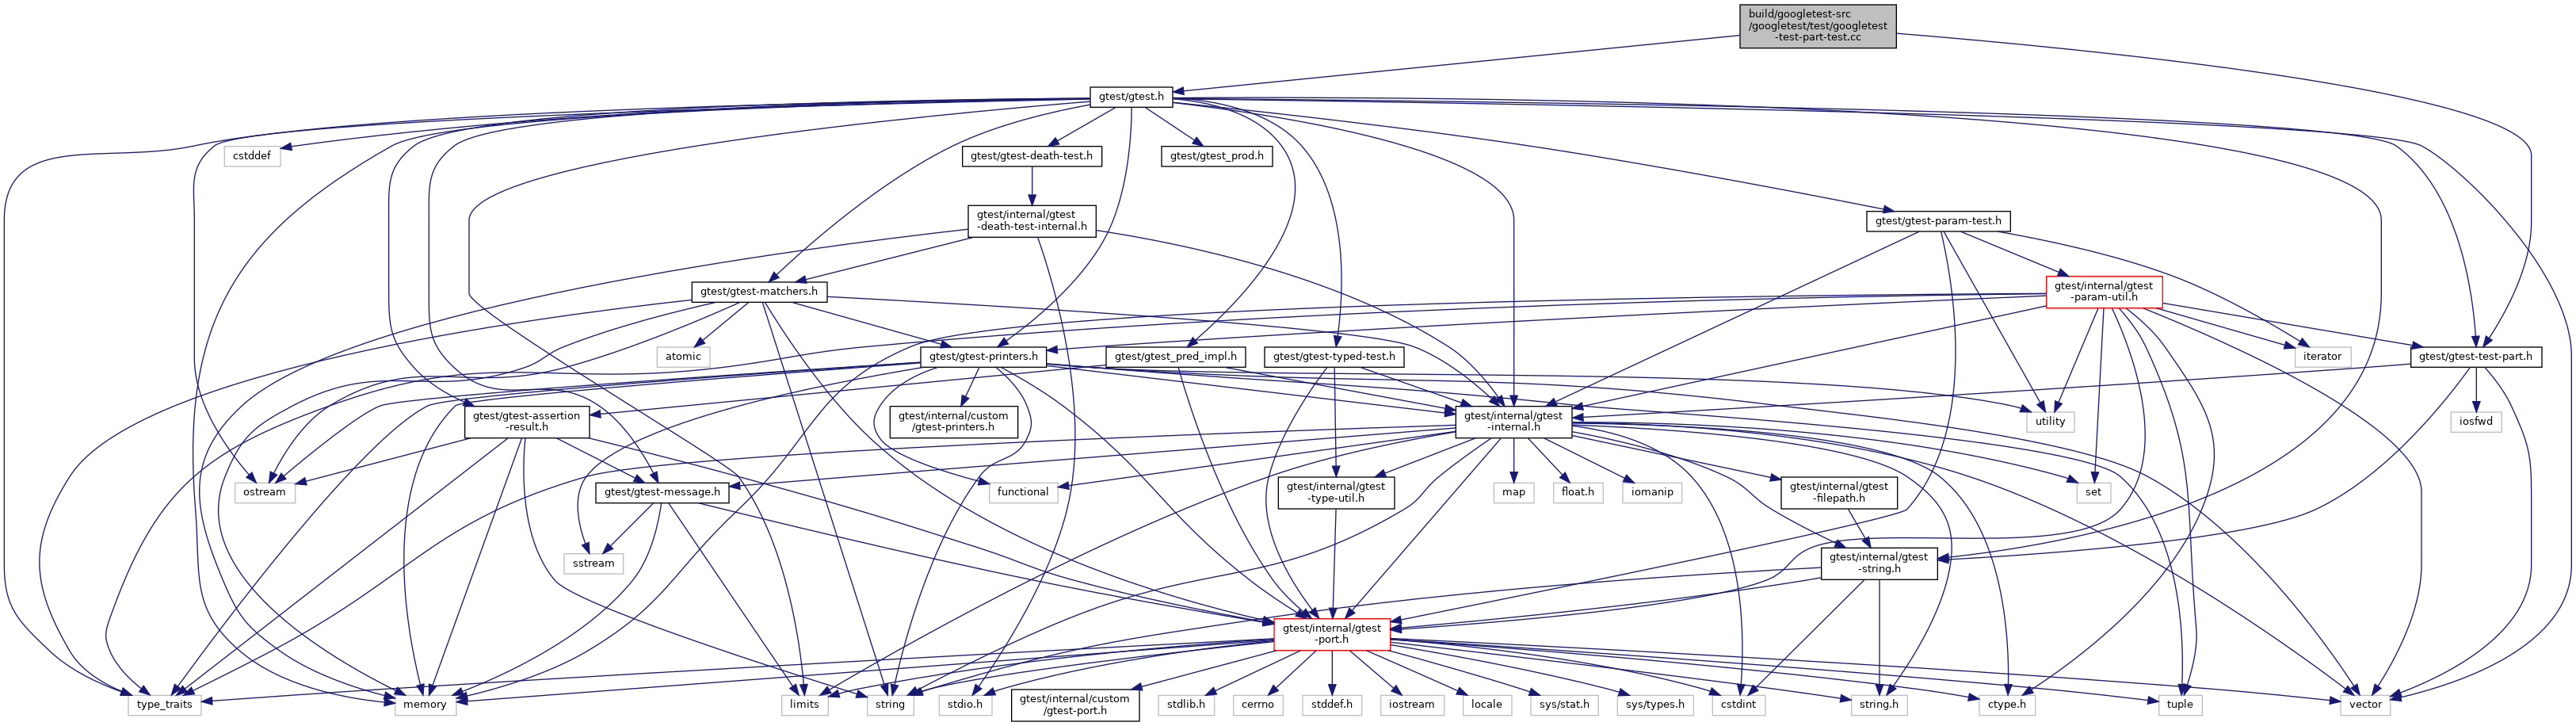 build/googletest-src
/googletest/test/googletest
-test-part-test.cc
gtest/gtest.h
cstddef
gtest/gtest-death-test.h
gtest/gtest_prod.h
gtest/internal/gtest
-death-test-internal.h
gtest/gtest-param-test.h
gtest/gtest-matchers.h
gtest/internal/gtest
-param-util.h
atomic
gtest/gtest-printers.h
gtest/gtest_pred_impl.h
gtest/gtest-typed-test.h
iterator
gtest/gtest-test-part.h
gtest/gtest-assertion
-result.h
gtest/internal/custom
/gtest-printers.h
gtest/internal/gtest
-internal.h
utility
iosfwd
ostream
gtest/gtest-message.h
functional
gtest/internal/gtest
-type-util.h
map
float.h
iomanip
gtest/internal/gtest
-filepath.h
set
sstream
gtest/internal/gtest
-string.h
gtest/internal/gtest
-port.h
type_traits
memory
limits
string
stdio.h
gtest/internal/custom
/gtest-port.h
stdlib.h
cerrno
stddef.h
iostream
locale
sys/stat.h
sys/types.h
cstdint
string.h
ctype.h
tuple
vector